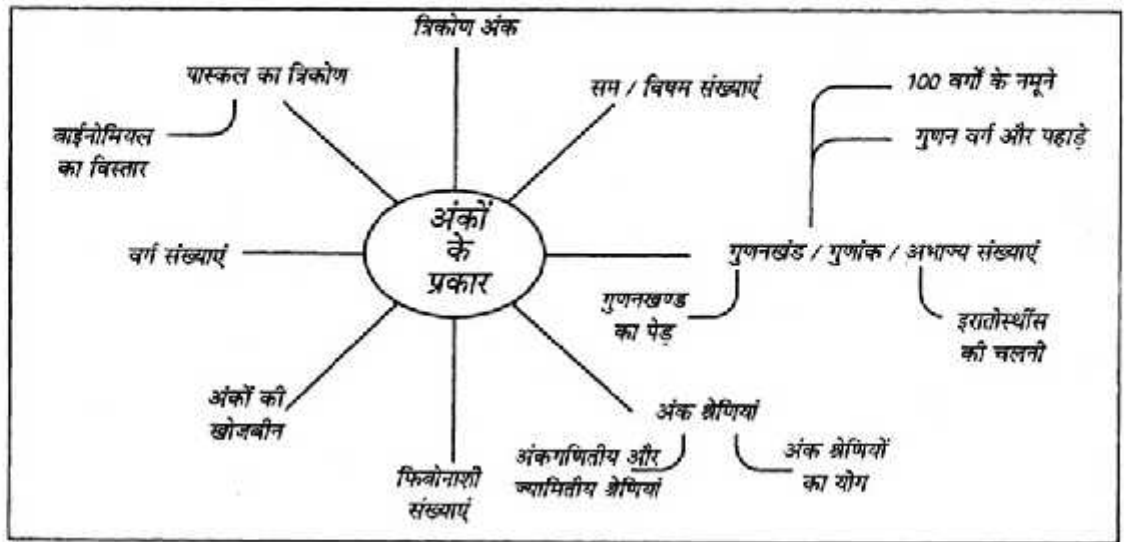 त्रिकोण अंक
पास्कल का त्रिकोण
सम / विषम संख्याएं
100 वर्गों के नमूने
बाईनोमियल
का विस्तार
गुणन वर्ग और पहाड़े
अंकों
के
प्रकार
वर्ग संख्याएं
गुणनखंड / गुणांक / अभाज्य संख्याएं
गुणनखण्ड
का पेड़
इरातोस्थींस
की चलनी
अंकों की
खोजबीन
अंक श्रेणियां
अंकगणितीय और
ज्यामितीय श्रेणियां
अंक श्रेणियों
का योग
फिबोनाशी
संख्याएं